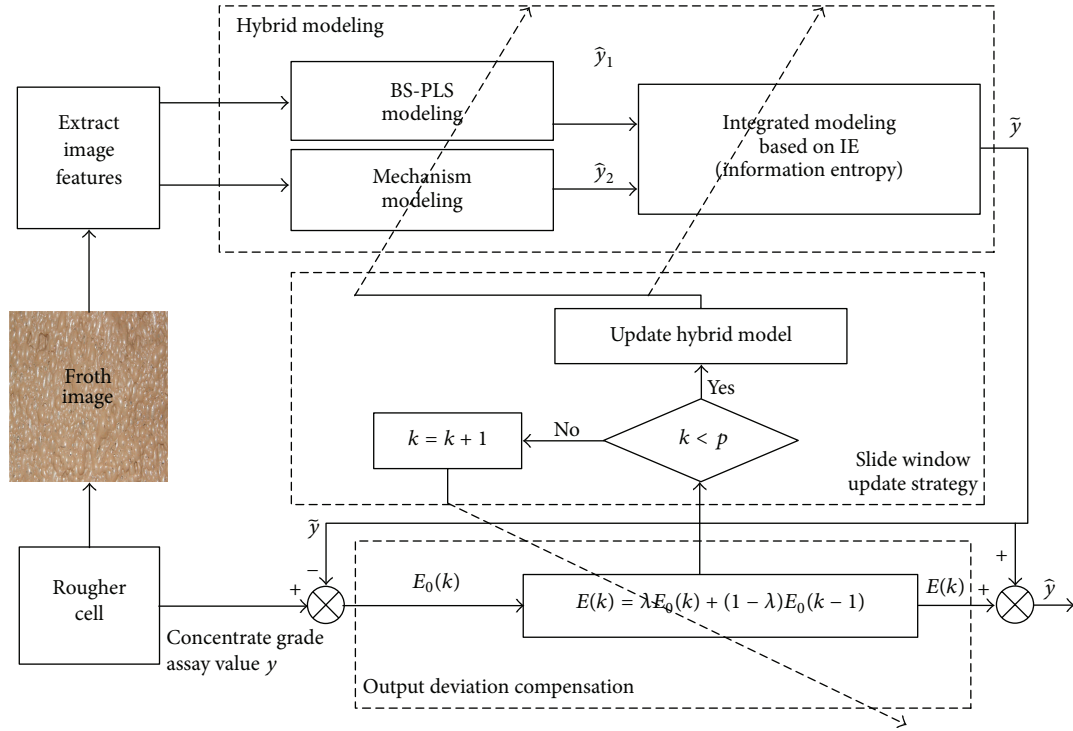 Hybrid modeling
BS-PLS
modeling
ŷ₁
Extract
image
features
Integrated modeling
based on IE
(information entropy)
ỹ
Mechanism
modeling
ŷ₂
Update hybrid model
Froth
image
Yes
k = k + 1
No
k < p
Slide window
update strategy
ỹ
−
+
Rougher
cell
+
E₀(k)
E(k) = λE₀(k) + (1 − λ)E₀(k − 1)
E(k)
+
ŷ
Concentrate grade
assay value y
Output deviation compensation